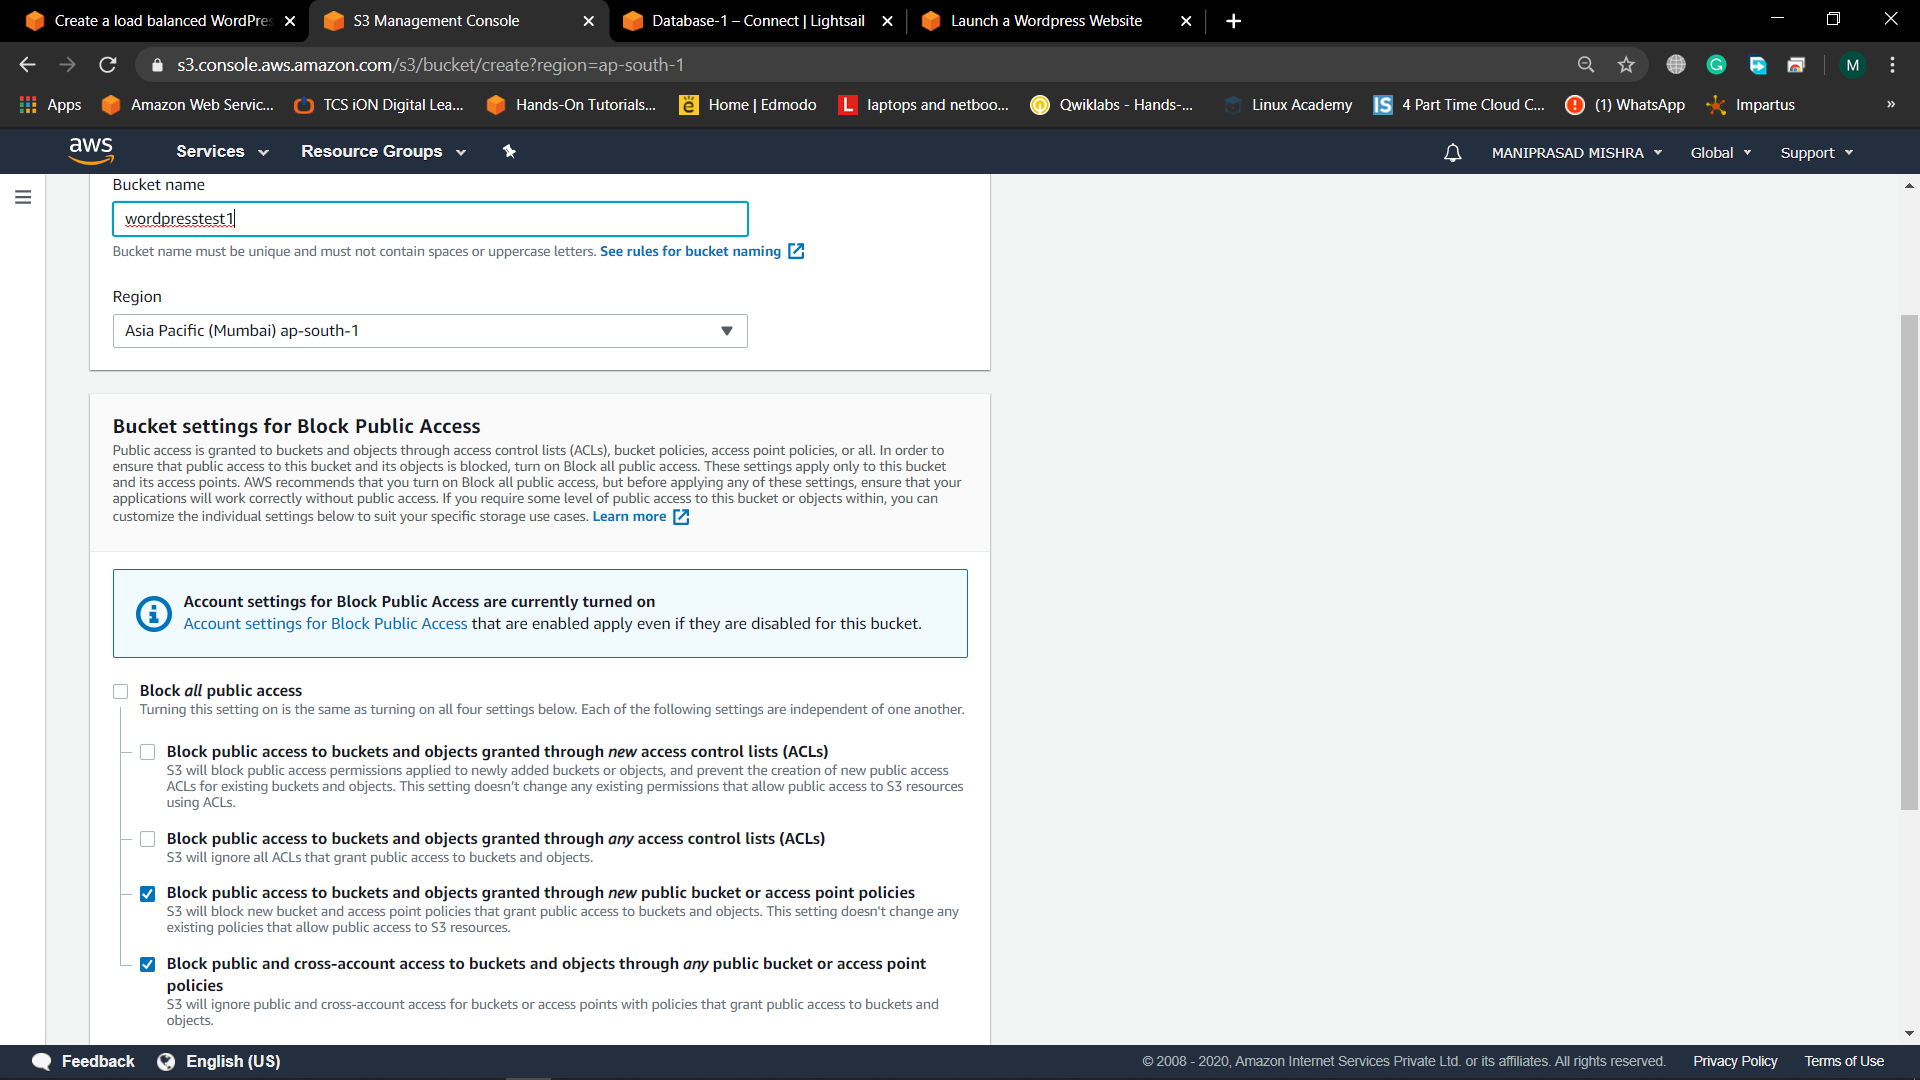 Create a load balanced WordPres
S3 Management Console
Database-1 – Connect | Lightsail
Launch a Wordpress Website
s3.console.aws.amazon.com/s3/bucket/create?region=ap-south-1
M
Apps
Amazon Web Servic...
TCS iON Digital Lea...
Hands-On Tutorials...
Home | Edmodo
laptops and netboo...
Qwiklabs - Hands-...
Linux Academy
4 Part Time Cloud C...
(1) WhatsApp
Impartus
»
aws
Services
Resource Groups
MANIPRASAD MISHRA
Global
Support
Bucket name
wordpresstest1
Bucket name must be unique and must not contain spaces or uppercase letters. See rules for bucket naming
Region
Asia Pacific (Mumbai) ap-south-1
Bucket settings for Block Public Access
Public access is granted to buckets and objects through access control lists (ACLs), bucket policies, access point policies, or all. In order to
ensure that public access to this bucket and its objects is blocked, turn on Block all public access. These settings apply only to this bucket
and its access points. AWS recommends that you turn on Block all public access, but before applying any of these settings, ensure that your
applications will work correctly without public access. If you require some level of public access to this bucket or objects within, you can
customize the individual settings below to suit your specific storage use cases. Learn more
Account settings for Block Public Access are currently turned on
Account settings for Block Public Access that are enabled apply even if they are disabled for this bucket.
Block all public access
Turning this setting on is the same as turning on all four settings below. Each of the following settings are independent of one another.
Block public access to buckets and objects granted through new access control lists (ACLs)
S3 will block public access permissions applied to newly added buckets or objects, and prevent the creation of new public access
ACLs for existing buckets and objects. This setting doesn't change any existing permissions that allow public access to S3 resources
using ACLs.
Block public access to buckets and objects granted through any access control lists (ACLs)
S3 will ignore all ACLs that grant public access to buckets and objects.
Block public access to buckets and objects granted through new public bucket or access point policies
S3 will block new bucket and access point policies that grant public access to buckets and objects. This setting doesn't change any
existing policies that allow public access to S3 resources.
Block public and cross-account access to buckets and objects through any public bucket or access point
policies
S3 will ignore public and cross-account access for buckets or access points with policies that grant public access to buckets and
objects.
Feedback
English (US)
© 2008 - 2020, Amazon Internet Services Private Ltd. or its affiliates. All rights reserved.
Privacy Policy
Terms of Use